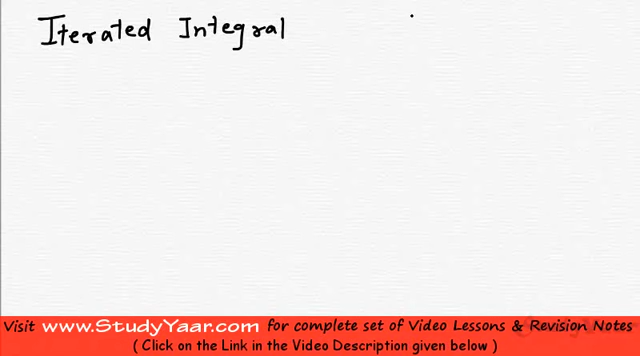 Iterated Integral
Visit www.StudyYaar.com for complete set of Video Lessons & Revision Notes
( Click on the Link in the Video Description given below )